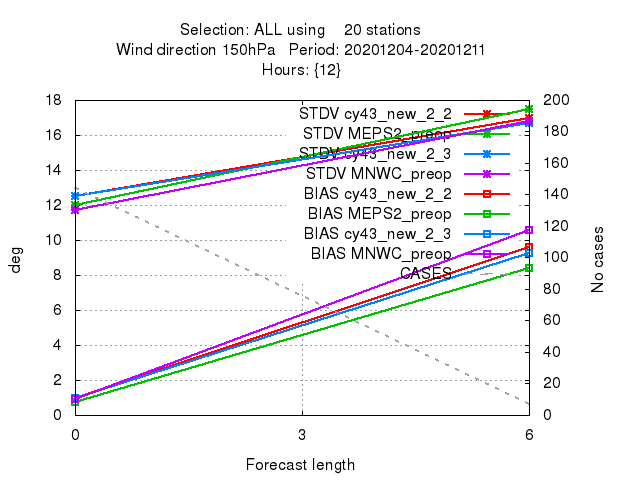 Selection: ALL using 20 stations
Wind direction 150hPa Period: 20201204-20201211
Hours: {12}
18
16
14
12
10
8
6
4
2
0
deg
200
180
160
140
120
100
80
60
40
20
0
No cases
STDV cy43_new_2_2
STDV MEPS2_preop
STDV cy43_new_2_3
STDV MNWC_preop
BIAS cy43_new_2_2
BIAS MEPS2_preop
BIAS cy43_new_2_3
BIAS MNWC_preop
CASES
0 3 6
Forecast length